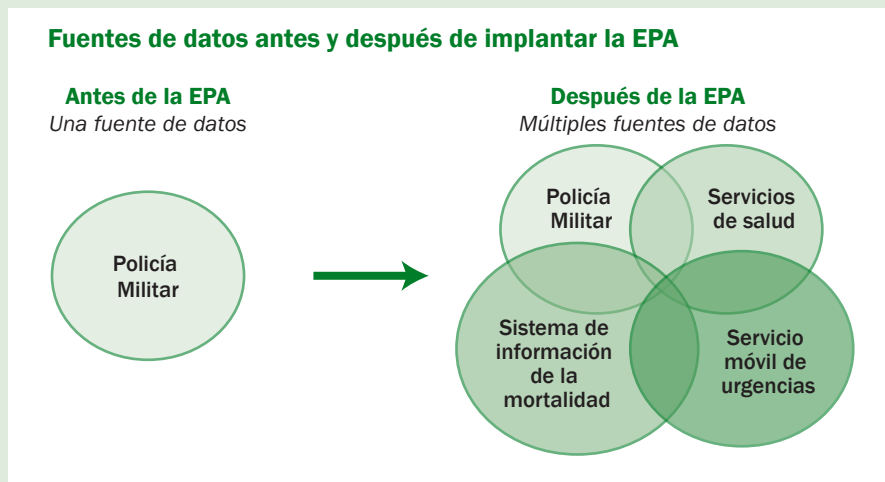 Fuentes de datos antes y después de implantar la EPA
Antes de la EPA
Una fuente de datos
Policía
Militar
Después de la EPA
Múltiples fuentes de datos
Policía
Militar
Servicios
de salud
Sistema de
información
de la
mortalidad
Servicio
móvil de
urgencias